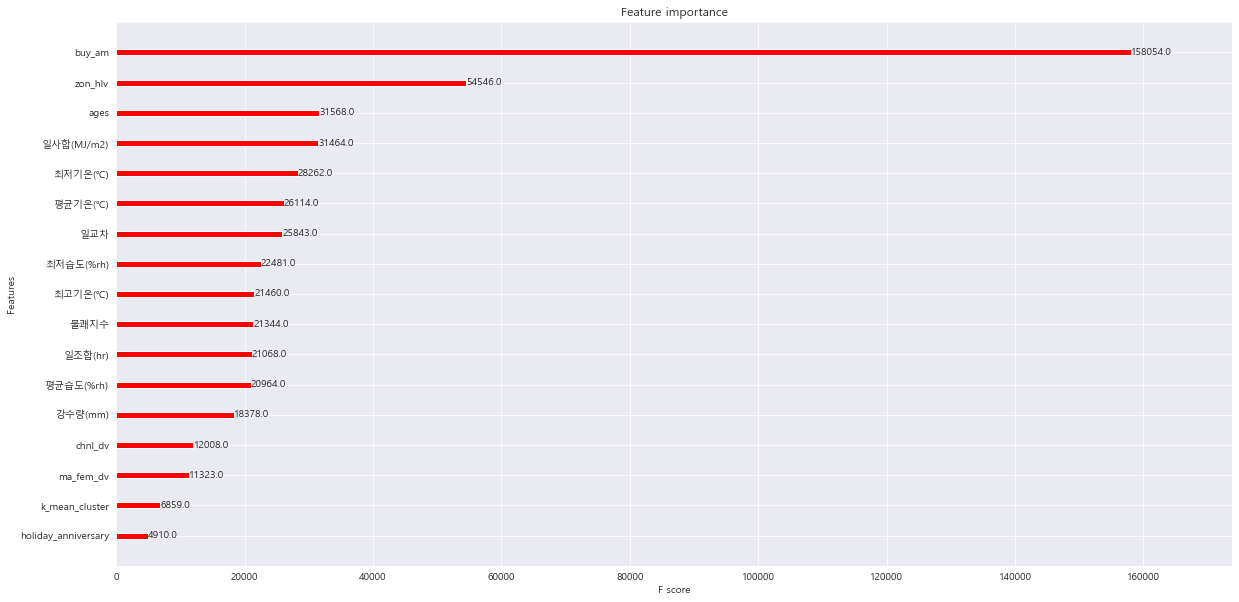 Feature importance
buy_am 158054.0
zon_hlv 54546.0
ages 31568.0
일사합(MJ/m2) 31464.0
최저기온(℃) 28262.0
평균기온(℃) 26114.0
일교차 25843.0
최저습도(%rh) 22481.0
최고기온(℃) 21460.0
불쾌지수 21344.0
일조합(hr) 21068.0
평균습도(%rh) 20964.0
강수량(mm) 18378.0
chnl_dv 12008.0
ma_fem_dv 11323.0
k_mean_cluster 6859.0
holiday_anniversary 4910.0
Features
0 20000 40000 60000 80000 100000 120000 140000 160000
F score